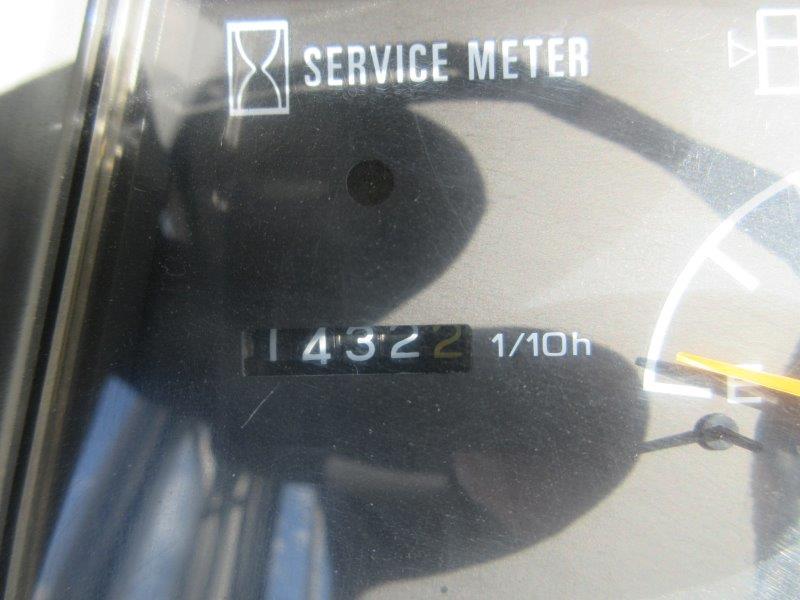 SERVICE METER
14322 1/10h
E